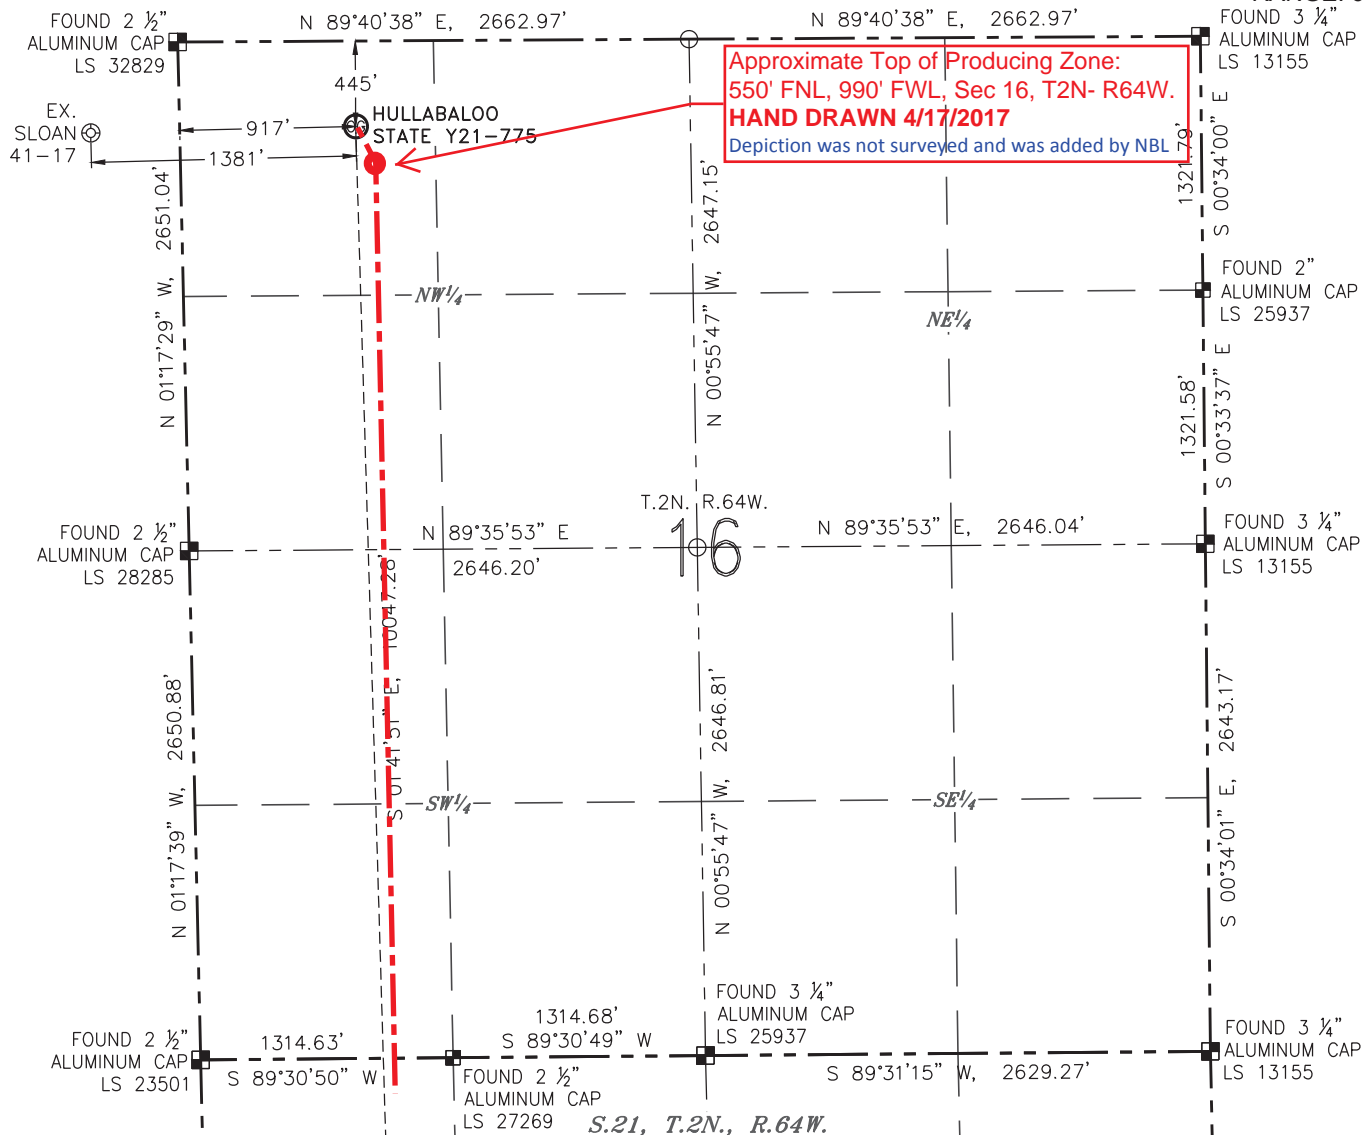 FOUND 2 ½"
ALUMINUM CAP
LS 32829
N 89°40'38" E, 2662.97'
N 89°40'38" E, 2662.97'
FOUND 3 ¼"
ALUMINUM CAP
LS 13155
445'
Approximate Top of Producing Zone:
550' FNL, 990' FWL, Sec 16, T2N- R64W.
HAND DRAWN 4/17/2017
Depiction was not surveyed and was added by NBL
EX.
SLOAN
41-17
917'
1381'
HULLABALOO
STATE Y21-775
N 01°17'29" W, 2651.04'
N 00°55'47" W, 2647.15'
1321.79'
S 00°34'00" E
FOUND 2"
ALUMINUM CAP
LS 25937
NW¼
NE¼
1321.58'
S 00°33'37" E
T.2N. R.64W.
16
FOUND 2 ½"
ALUMINUM CAP
LS 28285
N 89°35'53" E
2646.20'
N 89°35'53" E, 2646.04'
FOUND 3 ¼"
ALUMINUM CAP
LS 13155
S 01°41'51" E, 10047.28'
N 01°17'39" W, 2650.88'
N 00°55'47" W, 2646.81'
S 00°34'01" E, 2643.17'
SW¼
SE¼
FOUND 2 ½"
ALUMINUM CAP
LS 23501
1314.63'
S 89°30'50" W
1314.68'
S 89°30'49" W
FOUND 3 ¼"
ALUMINUM CAP
LS 25937
FOUND 2 ½"
ALUMINUM CAP
LS 27269
S 89°31'15" W, 2629.27'
FOUND 3 ¼"
ALUMINUM CAP
LS 13155
S.21, T.2N., R.64W.